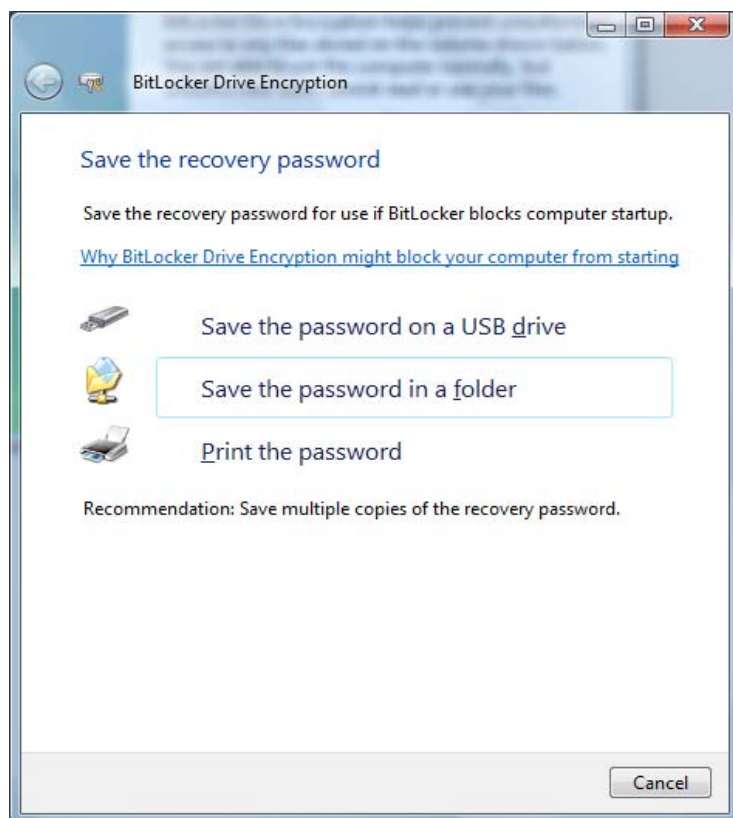 BitLocker Drive Encryption
Save the recovery password
Save the recovery password for use if BitLocker blocks computer startup.
Why BitLocker Drive Encryption might block your computer from starting
Save the password on a USB drive
Save the password in a folder
Print the password
Recommendation: Save multiple copies of the recovery password.
Cancel